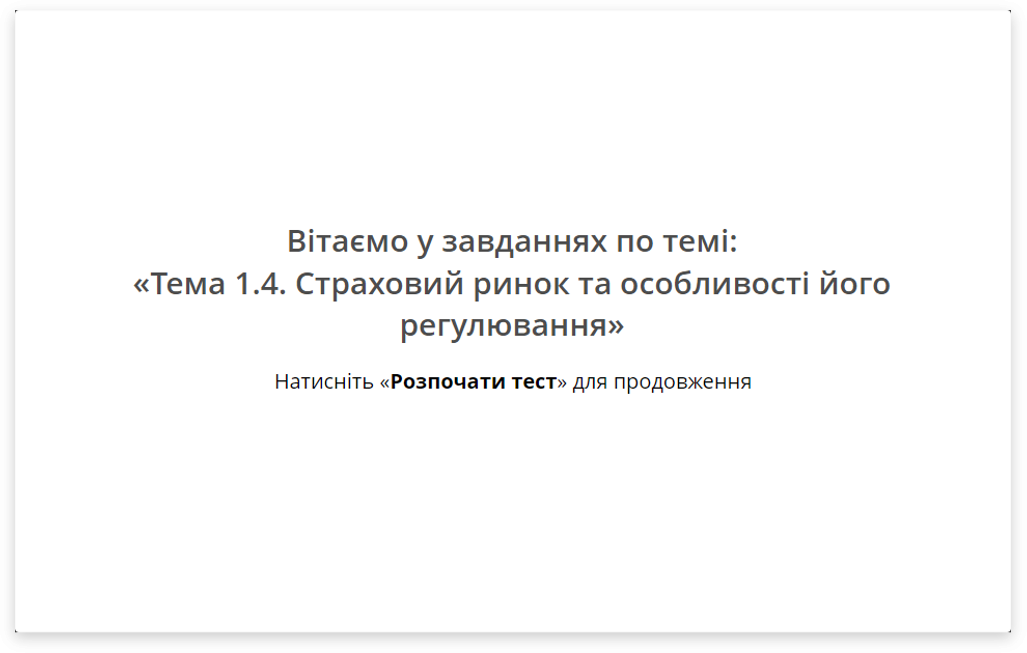 Вітаємо у завданнях по темі:
«Тема 1.4. Страховий ринок та особливості його
регулювання»
Натисніть «Розпочати тест» для продовження